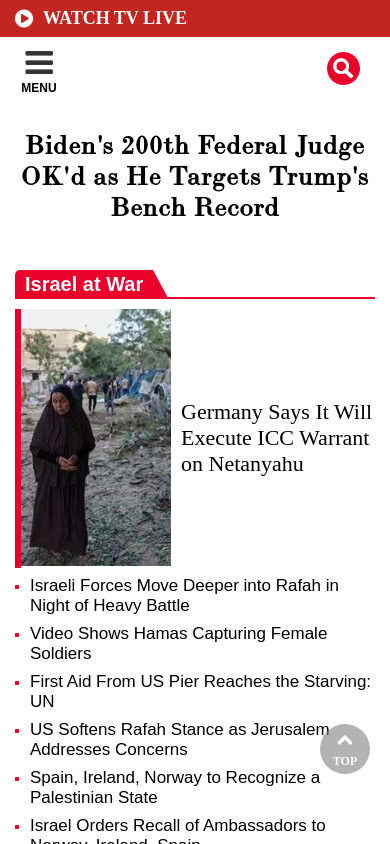 WATCH TV LIVE
MENU
Biden's 200th Federal Judge
OK'd as He Targets Trump's
Bench Record
Israel at War
Germany Says It Will
Execute ICC Warrant
on Netanyahu
Israeli Forces Move Deeper into Rafah in
Night of Heavy Battle
Video Shows Hamas Capturing Female
Soldiers
First Aid From US Pier Reaches the Starving:
UN
US Softens Rafah Stance as Jerusalem
Addresses Concerns
TOP
Spain, Ireland, Norway to Recognize a
Palestinian State
Israel Orders Recall of Ambassadors to
Norway, Ireland, Spain